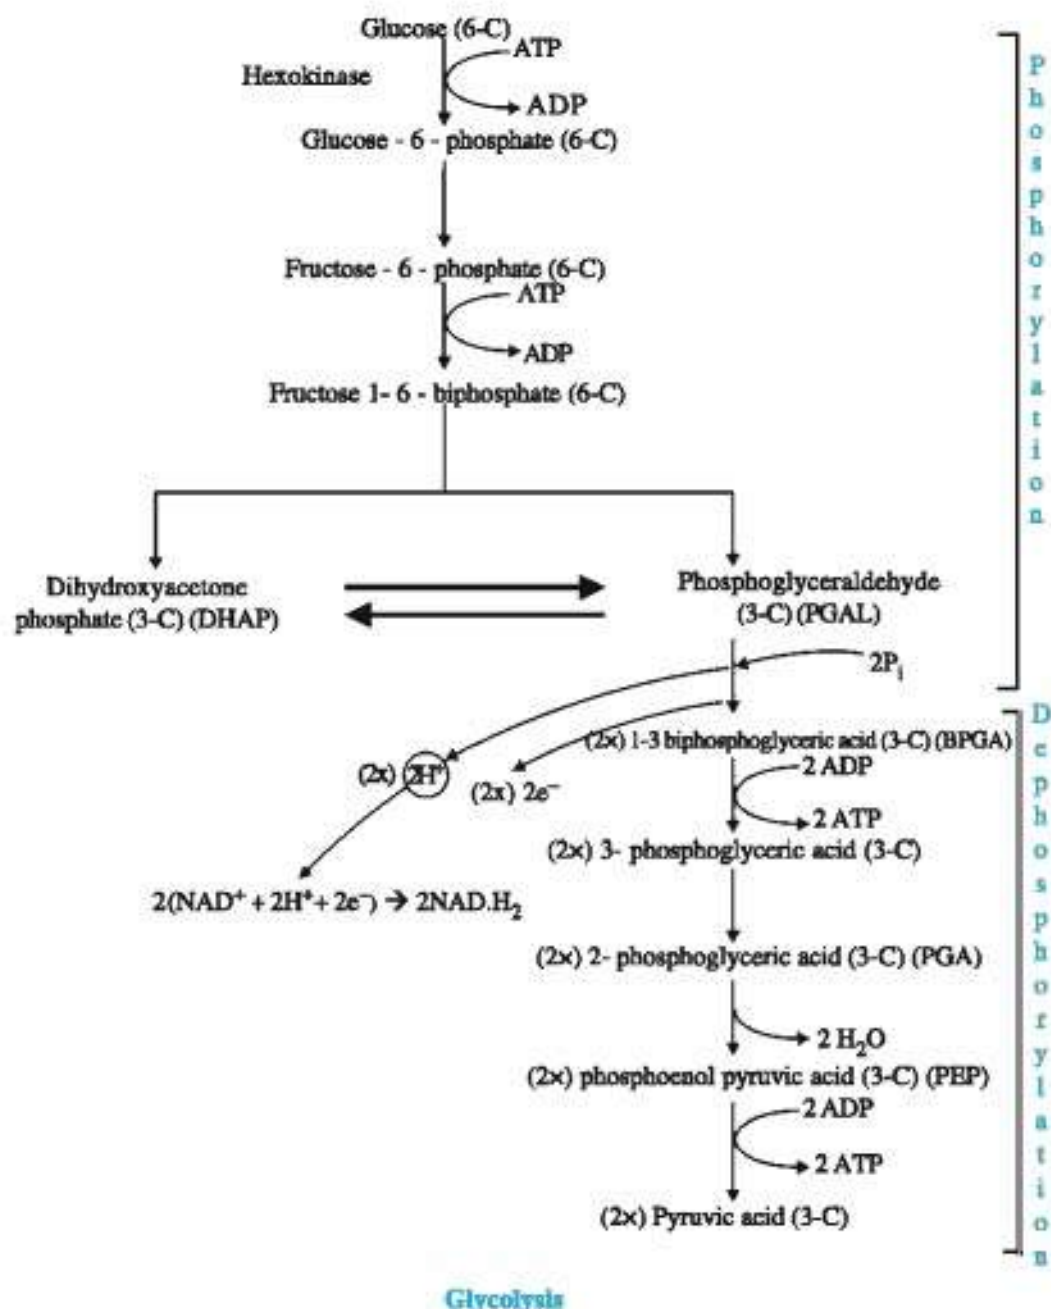 Glucose (6-C)
ATP
Hexokinase
ADP
Glucose - 6 - phosphate (6-C)
Fructose - 6 - phosphate (6-C)
ATP
ADP
Fructose 1- 6 - biphosphate (6-C)
Phosphorylation
Dihydroxyacetone
phosphate (3-C) (DHAP)
Phosphoglyceraldehyde
(3-C) (PGAL)
2Pᵢ
(2x) 1-3 biphosphoglyceric acid (3-C) (BPGA)
(2x) 2H⁺
(2x) 2e⁻
2 ADP
2 ATP
(2x) 3- phosphoglyceric acid (3-C)
2(NAD⁺ + 2H⁺ + 2e⁻) → 2NAD.H₂
(2x) 2- phosphoglyceric acid (3-C) (PGA)
2 H₂O
(2x) phosphoenol pyruvic acid (3-C) (PEP)
2 ADP
2 ATP
(2x) Pyruvic acid (3-C)
Dephosphorylation
Glycolysis